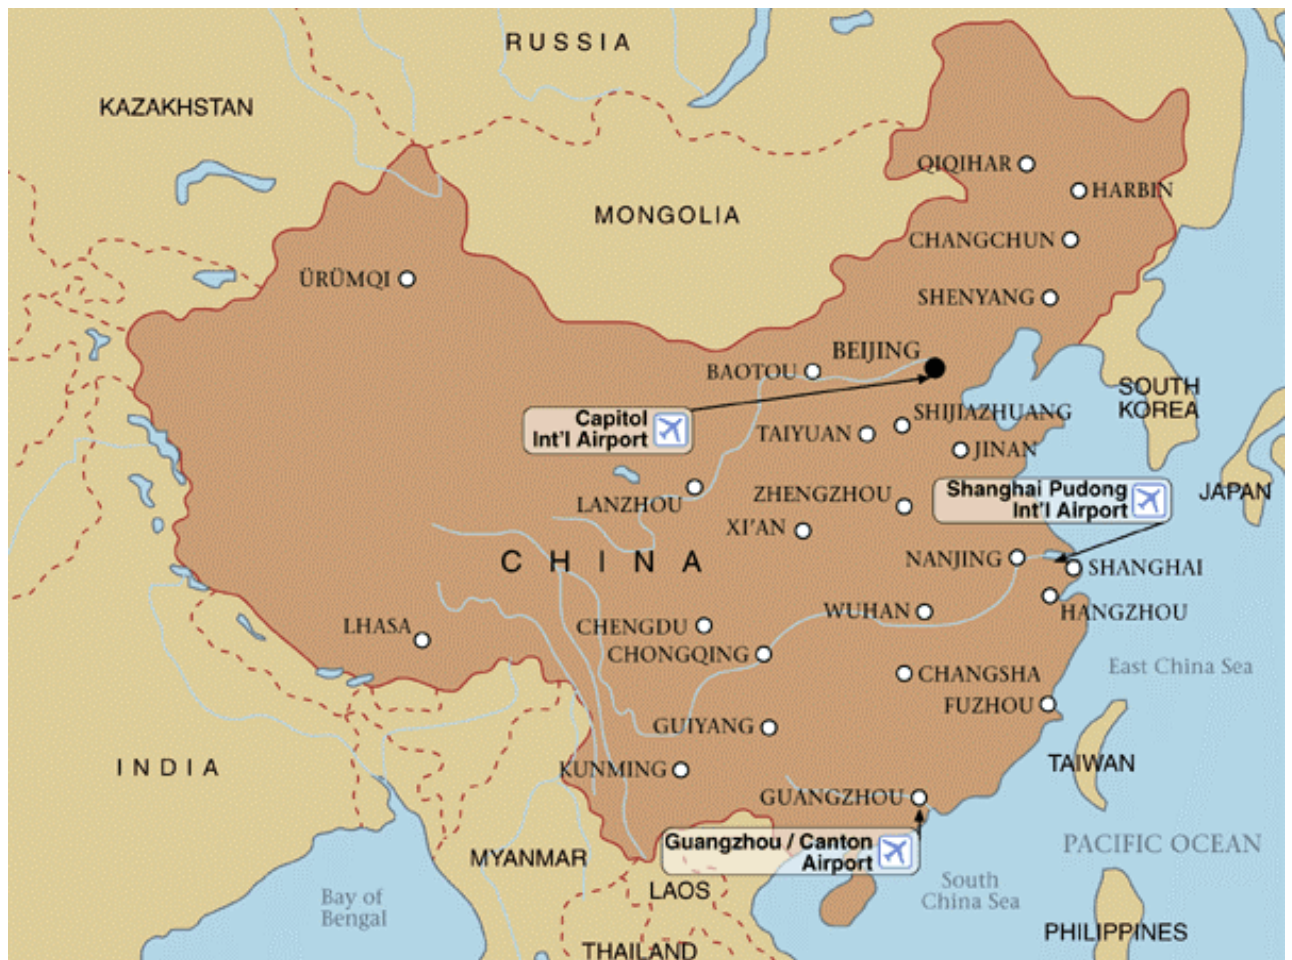 RUSSIA
KAZAKHSTAN
QIQIHAR
HARBIN
MONGOLIA
CHANGCHUN
ÜRÜMQI
SHENYANG
BEIJING
BAOTOU
SOUTH
KOREA
Capitol
Int'l Airport
SHIJIAZHUANG
TAIYUAN
JINAN
LANZHOU
ZHENGZHOU
Shanghai Pudong
Int'l Airport
JAPAN
XI'AN
CHINA
NANJING
SHANGHAI
HANGZHOU
WUHAN
LHASA
CHENGDU
CHONGQING
CHANGSHA
East China Sea
FUZHOU
GUIYANG
INDIA
KUNMING
TAIWAN
GUANGZHOU
Guangzhou / Canton
Airport
PACIFIC OCEAN
MYANMAR
LAOS
Bay of
Bengal
South
China Sea
PHILIPPINES
THAILAND